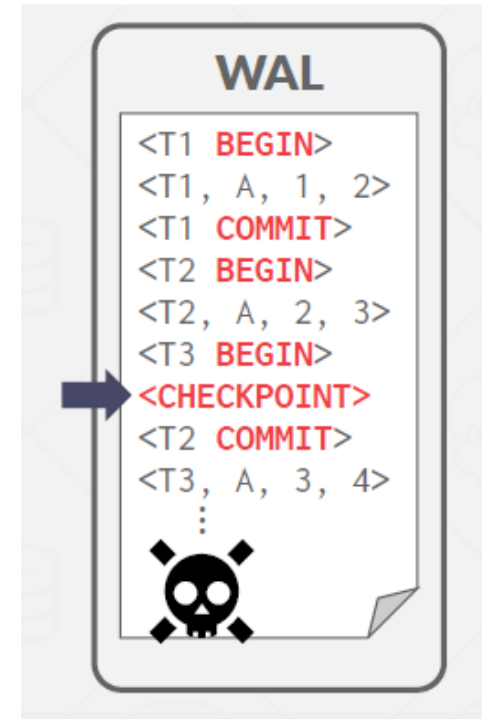 WAL
<T1 BEGIN>
<T1, A, 1, 2>
<T1 COMMIT>
<T2 BEGIN>
<T2, A, 2, 3>
<T3 BEGIN>
<CHECKPOINT>
<T2 COMMIT>
<T3, A, 3, 4>
⋮